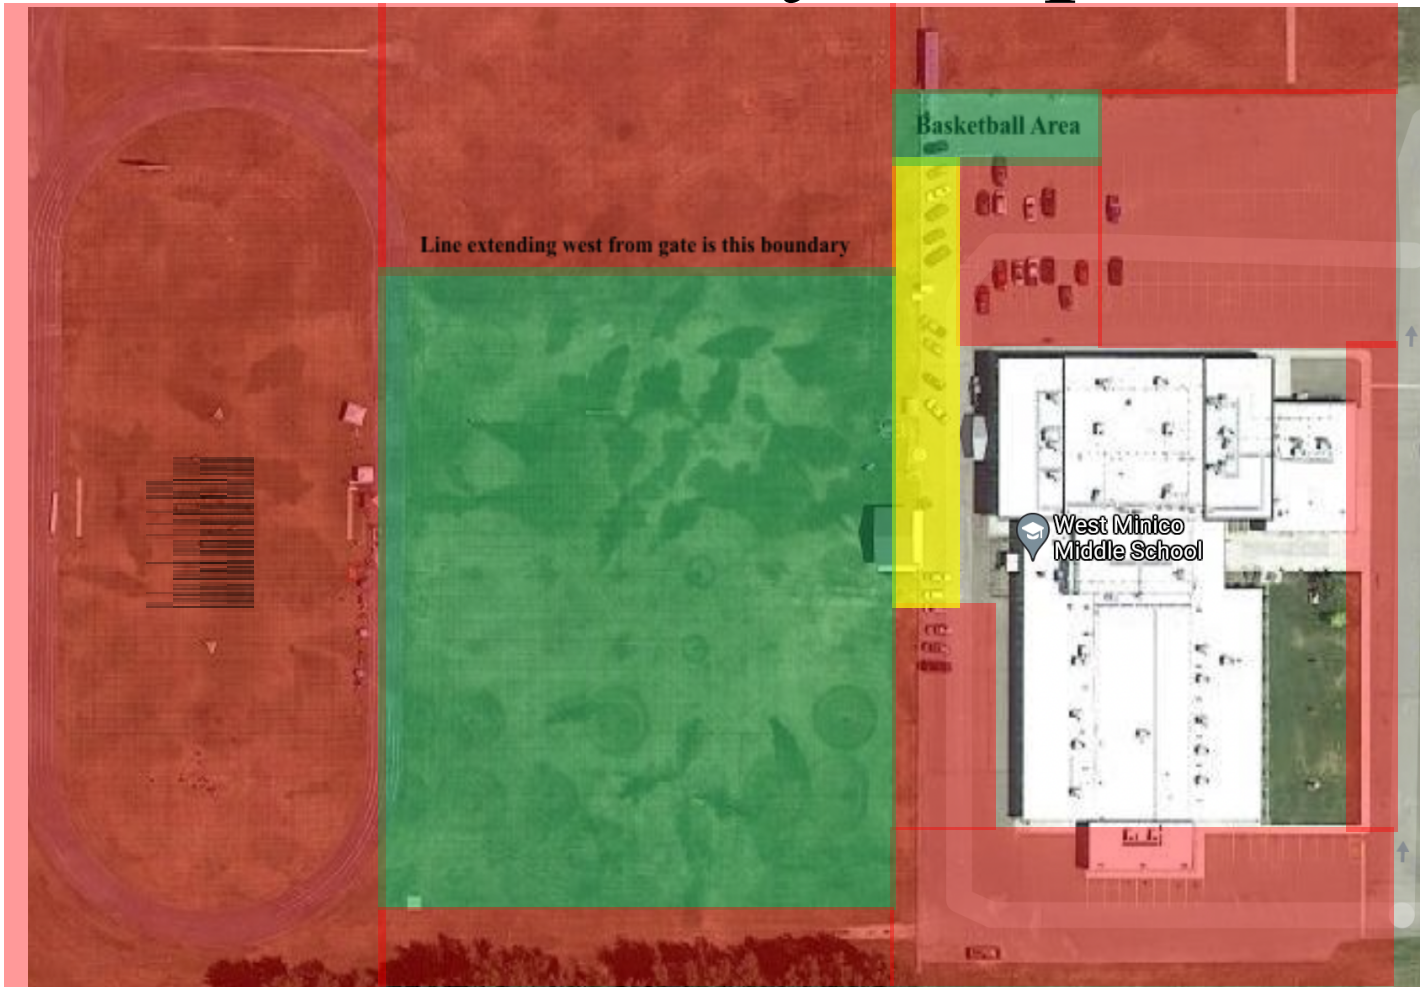 Basketball Area
Line extending west from gate is this boundary
West Minico
Middle School